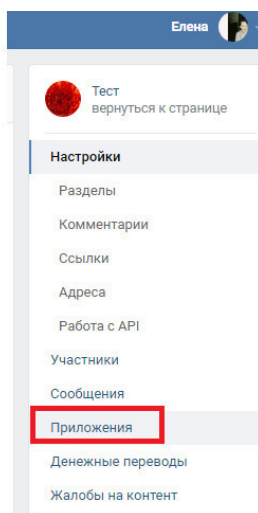 Елена
Тест
вернуться к странице
Настройки
Разделы
Комментарии
Ссылки
Адреса
Работа с API
Участники
Сообщения
Приложения
Денежные переводы
Жалобы на контент